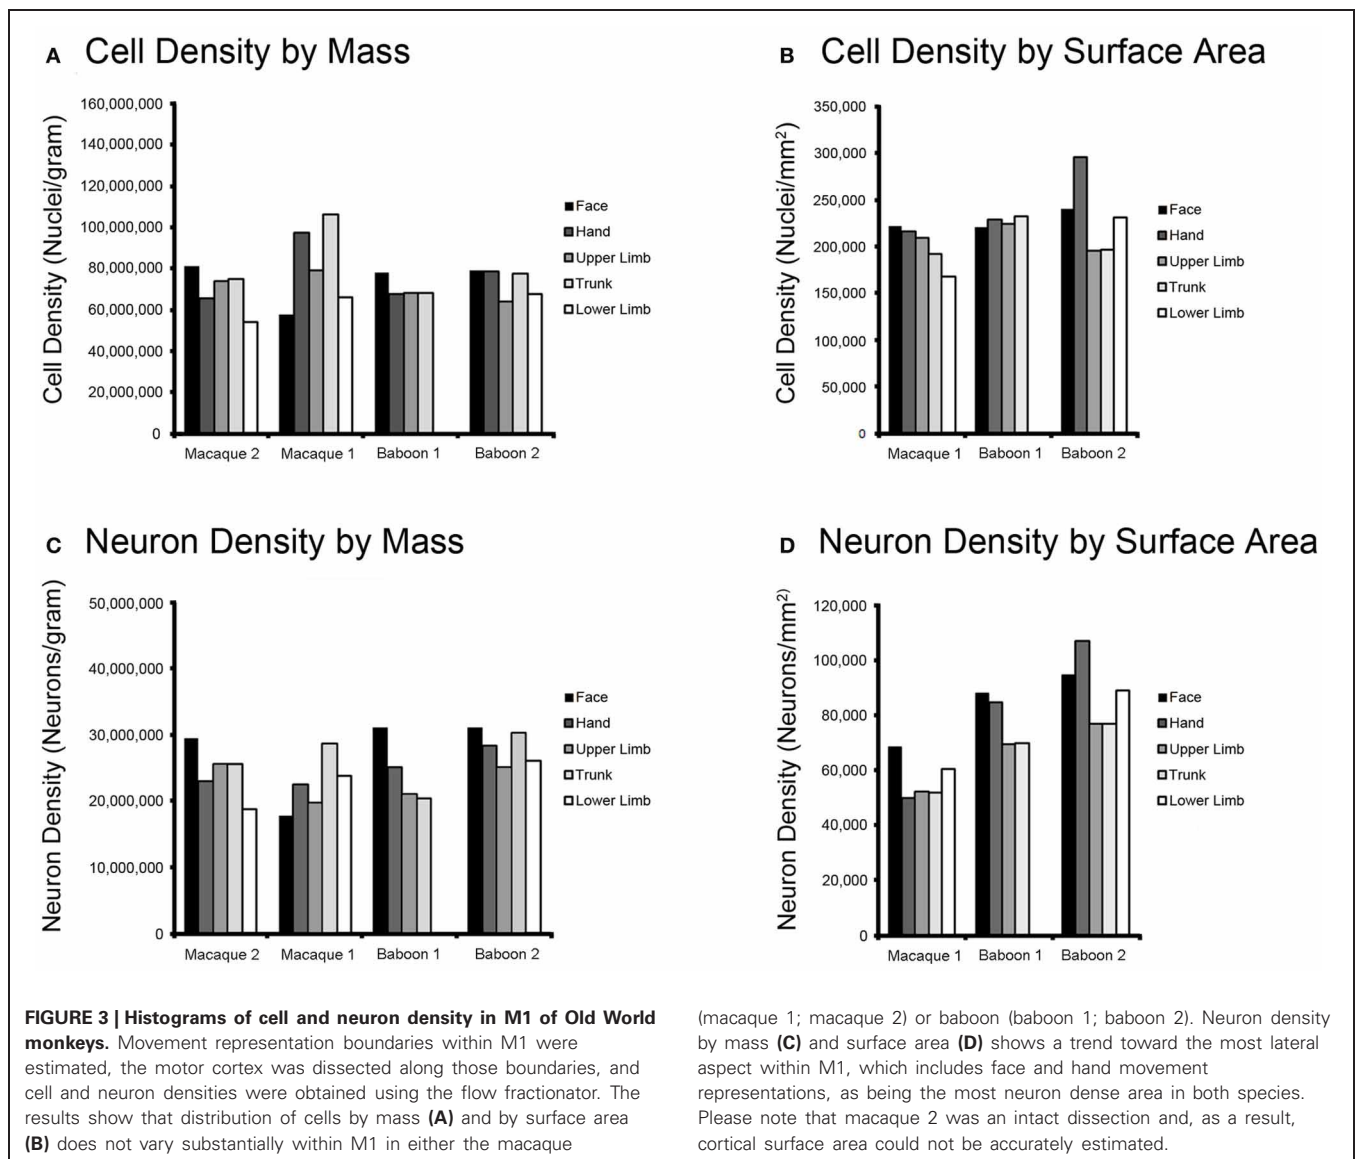 A Cell Density by Mass
Cell Density (Nuclei/gram)
160,000,000
140,000,000
120,000,000
100,000,000
80,000,000
60,000,000
40,000,000
20,000,000
0
Macaque 2 Macaque 1 Baboon 1 Baboon 2
Face
Hand
Upper Limb
Trunk
Lower Limb
B Cell Density by Surface Area
Cell Density (Nuclei/mm²)
350,000
300,000
250,000
200,000
150,000
100,000
50,000
0
Macaque 1 Baboon 1 Baboon 2
Face
Hand
Upper Limb
Trunk
Lower Limb
C Neuron Density by Mass
Neuron Density (Neurons/gram)
50,000,000
40,000,000
30,000,000
20,000,000
10,000,000
0
Macaque 2 Macaque 1 Baboon 1 Baboon 2
Face
Hand
Upper Limb
Trunk
Lower Limb
D Neuron Density by Surface Area
Neuron Density (Neurons/mm²)
120,000
100,000
80,000
60,000
40,000
20,000
0
Macaque 1 Baboon 1 Baboon 2
Face
Hand
Upper Limb
Trunk
Lower Limb
FIGURE 3 | Histograms of cell and neuron density in M1 of Old World
monkeys. Movement representation boundaries within M1 were
estimated, the motor cortex was dissected along those boundaries, and
cell and neuron densities were obtained using the flow fractionator. The
results show that distribution of cells by mass (A) and by surface area
(B) does not vary substantially within M1 in either the macaque
(macaque 1; macaque 2) or baboon (baboon 1; baboon 2). Neuron density
by mass (C) and surface area (D) shows a trend toward the most lateral
aspect within M1, which includes face and hand movement
representations, as being the most neuron dense area in both species.
Please note that macaque 2 was an intact dissection and, as a result,
cortical surface area could not be accurately estimated.